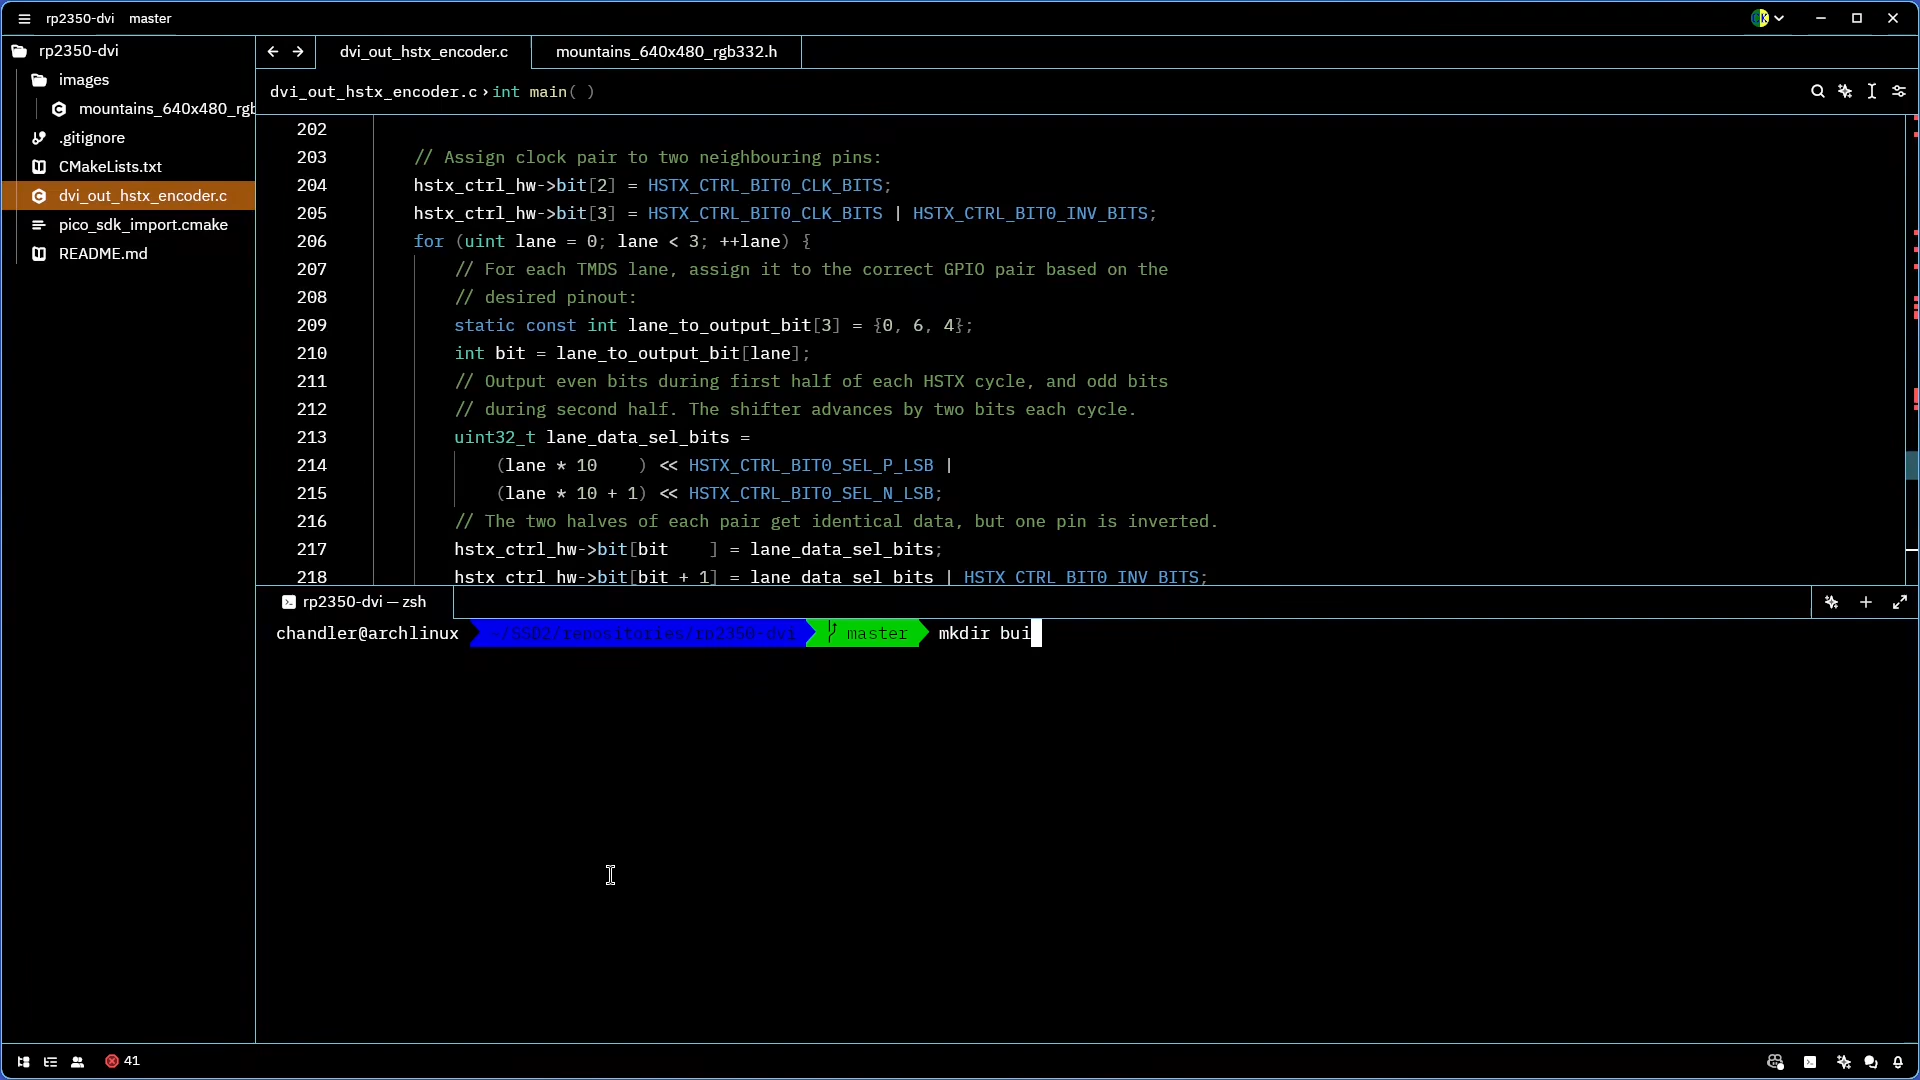 rp2350-dvi master
rp2350-dvi
images
mountains_640x480_rgb
.gitignore
CMakeLists.txt
dvi_out_hstx_encoder.c
pico_sdk_import.cmake
README.md
dvi_out_hstx_encoder.c
mountains_640x480_rgb332.h
dvi_out_hstx_encoder.c › int main( )
202
203 // Assign clock pair to two neighbouring pins:
204 hstx_ctrl_hw->bit[2] = HSTX_CTRL_BIT0_CLK_BITS;
205 hstx_ctrl_hw->bit[3] = HSTX_CTRL_BIT0_CLK_BITS | HSTX_CTRL_BIT0_INV_BITS;
206 for (uint lane = 0; lane < 3; ++lane) {
207 // For each TMDS lane, assign it to the correct GPIO pair based on the
208 // desired pinout:
209 static const int lane_to_output_bit[3] = {0, 6, 4};
210 int bit = lane_to_output_bit[lane];
211 // Output even bits during first half of each HSTX cycle, and odd bits
212 // during second half. The shifter advances by two bits each cycle.
213 uint32_t lane_data_sel_bits =
214 (lane * 10    ) << HSTX_CTRL_BIT0_SEL_P_LSB |
215 (lane * 10 + 1) << HSTX_CTRL_BIT0_SEL_N_LSB;
216 // The two halves of each pair get identical data, but one pin is inverted.
217 hstx_ctrl_hw->bit[bit    ] = lane_data_sel_bits;
218 hstx_ctrl_hw->bit[bit + 1] = lane_data_sel_bits | HSTX_CTRL_BIT0_INV_BITS;
rp2350-dvi — zsh
chandler@archlinux ~/SSD2/repositories/rp2350-dvi master mkdir bui
41